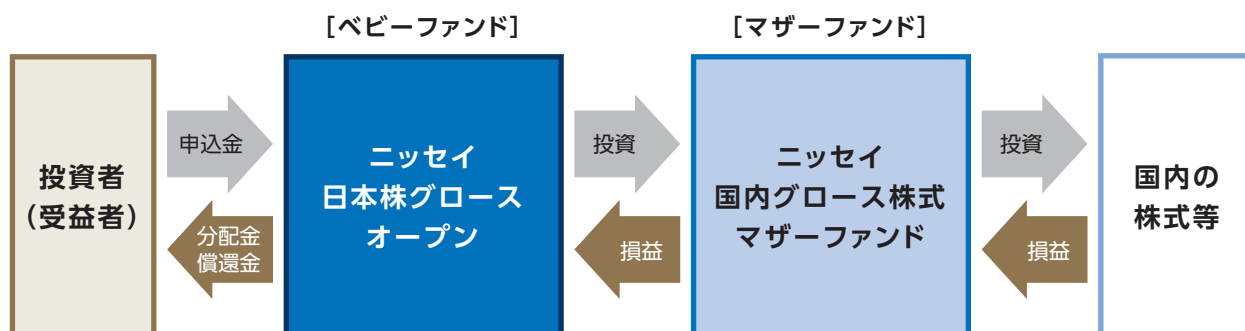 ［ベビーファンド］
［マザーファンド］
投資者
（受益者）
申込金
分配金
償還金
ニッセイ
日本株グロース
オープン
投資
損益
ニッセイ
国内グロース株式
マザーファンド
投資
損益
国内の
株式等